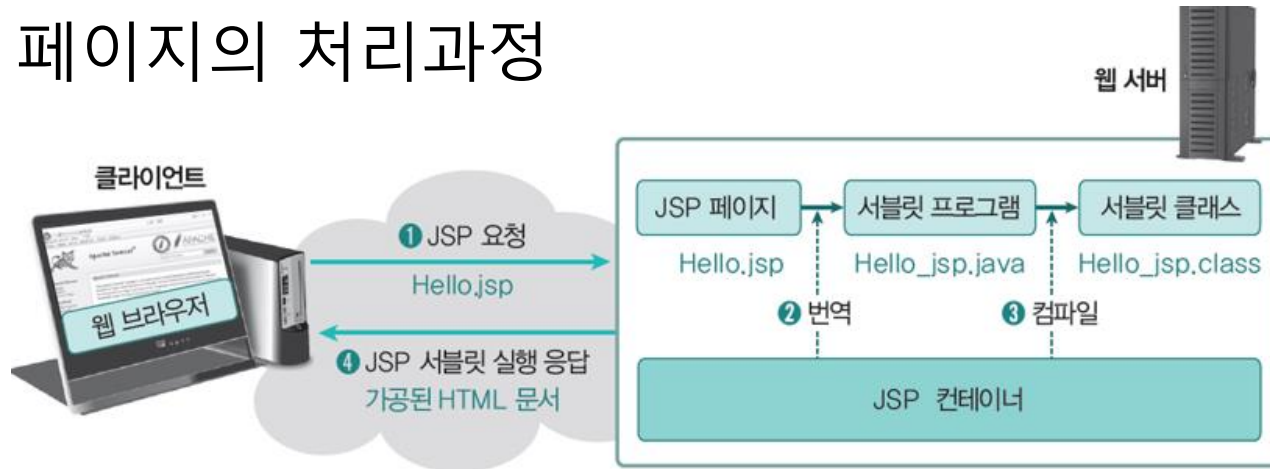 페이지의 처리과정
웹 서버
클라이언트
웹 브라우저
APACHE
❶ JSP 요청
Hello.jsp
❹ JSP 서블릿 실행 응답
가공된 HTML 문서
JSP 페이지
서블릿 프로그램
서블릿 클래스
Hello.jsp
Hello_jsp.java
Hello_jsp.class
❷ 번역
❸ 컴파일
JSP 컨테이너